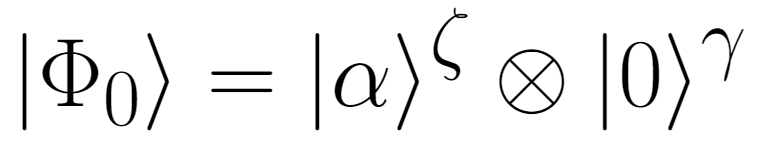 |Φ₀⟩ = |α⟩^ζ ⊗ |0⟩^γ